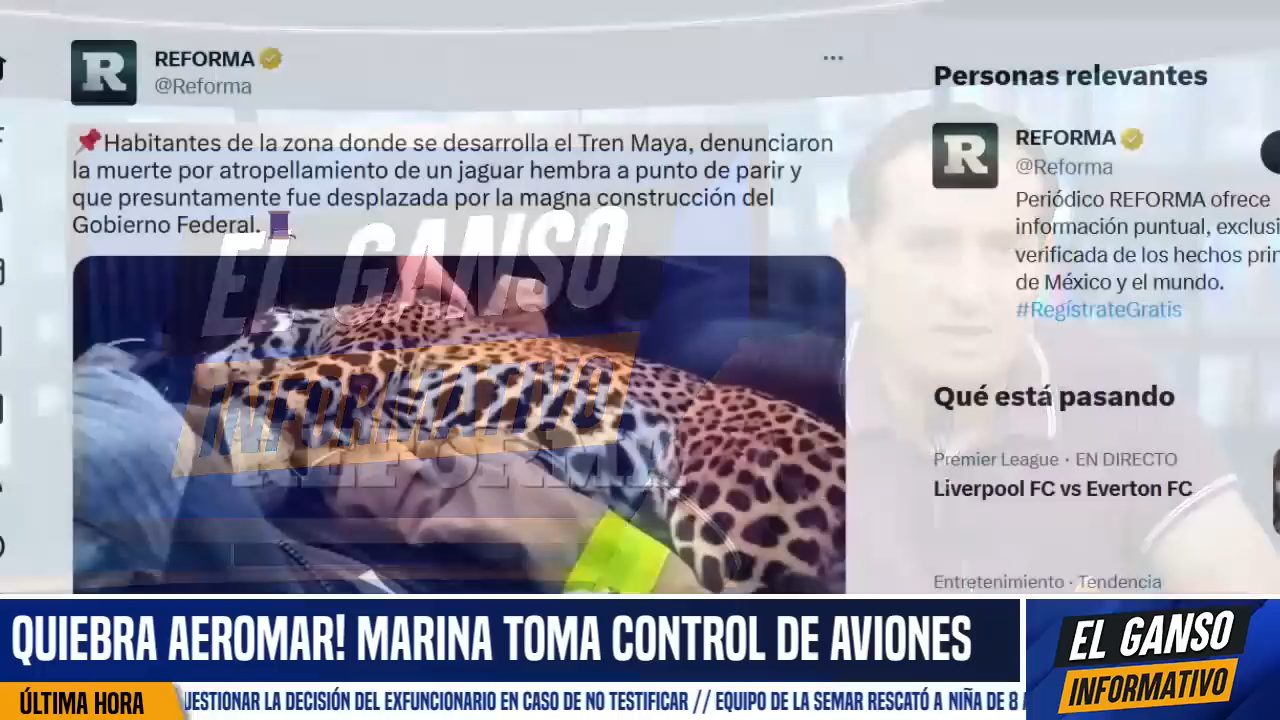 REFORMA
@Reforma
📌Habitantes de la zona donde se desarrolla el Tren Maya, denunciaron
la muerte por atropellamiento de un jaguar hembra a punto de parir y
que presuntamente fue desplazada por la magna construcción del
Gobierno Federal. 🧵
EL GANSO
INFORMATIVO
REFORMA
Personas relevantes
REFORMA
@Reforma
Periódico REFORMA ofrece
información puntual, exclusi
verificada de los hechos prin
de México y el mundo.
#RegístrateGratis
Qué está pasando
Premier League · EN DIRECTO
Liverpool FC vs Everton FC
Entretenimiento · Tendencia
QUIEBRA AEROMAR! MARINA TOMA CONTROL DE AVIONES
EL GANSO
INFORMATIVO
ÚLTIMA HORA
UESTIONAR LA DECISIÓN DEL EXFUNCIONARIO EN CASO DE NO TESTIFICAR // EQUIPO DE LA SEMAR RESCATÓ A NIÑA DE 8 A